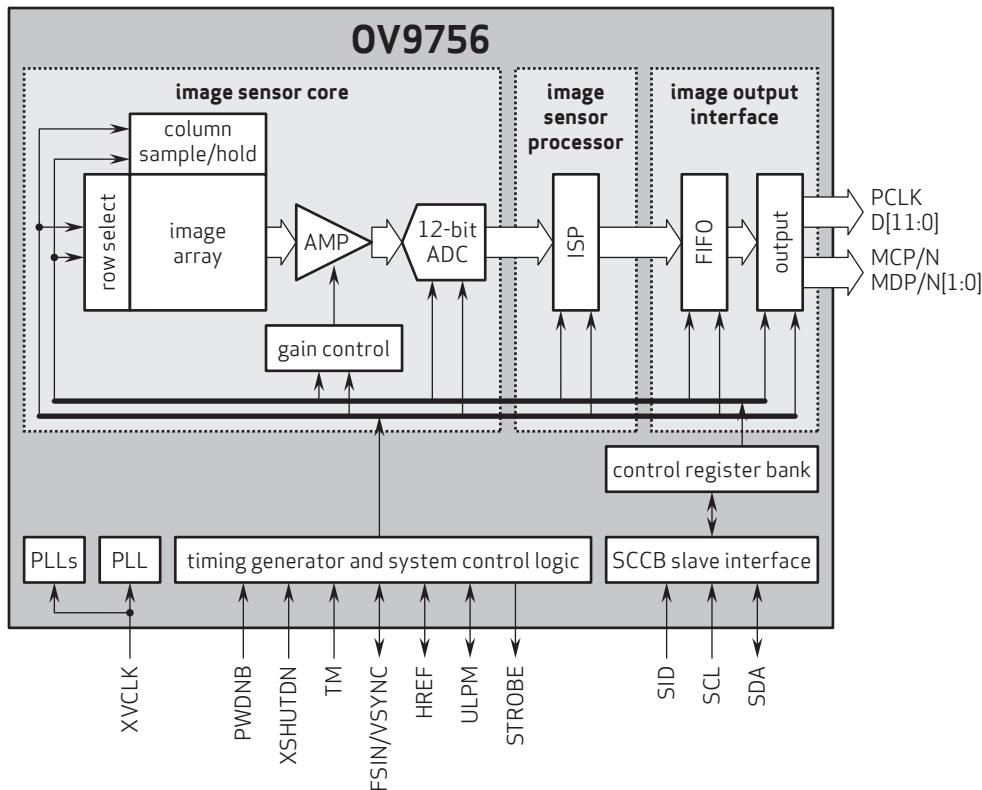 OV9756
image sensor core
image
sensor
processor
image output
interface
column
sample/hold
row select
image
array
AMP
12-bit
ADC
ISP
FIFO
output
PCLK
D[11:0]
MCP/N
MDP/N[1:0]
gain control
control register bank
PLLs
PLL
timing generator and system control logic
SCCB slave interface
XVCLK
PWDNB
XSHUTDN
TM
FSIN/VSYNC
HREF
ULPM
STROBE
SID
SCL
SDA